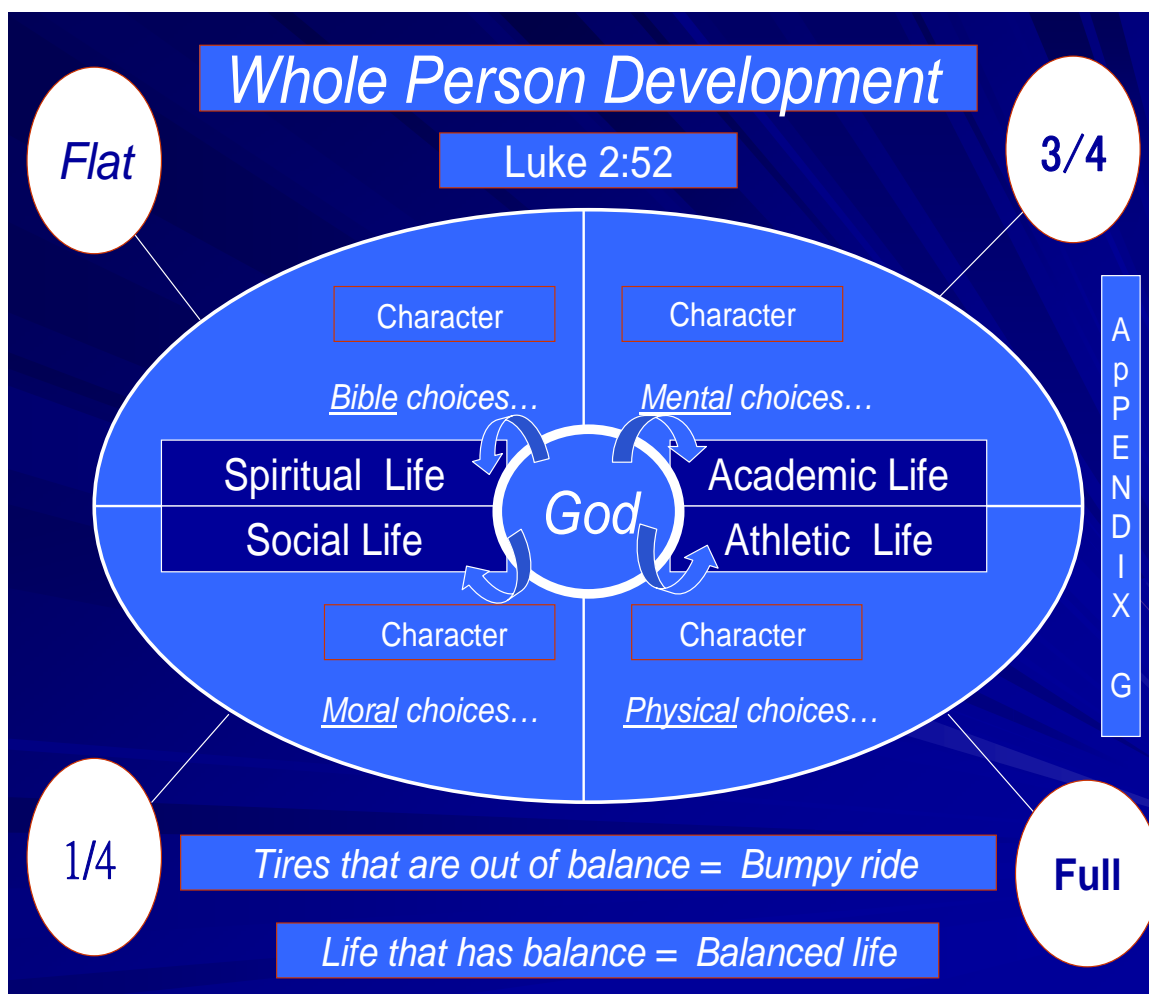 Whole Person Development
Luke 2:52
Flat
3/4
Character
Character
Bible choices…
Mental choices…
Spiritual Life
Academic Life
God
Social Life
Athletic Life
Character
Character
Moral choices…
Physical choices…
1/4
Full
Tires that are out of balance = Bumpy ride
Life that has balance = Balanced life
A
p
P
E
N
D
I
X
G